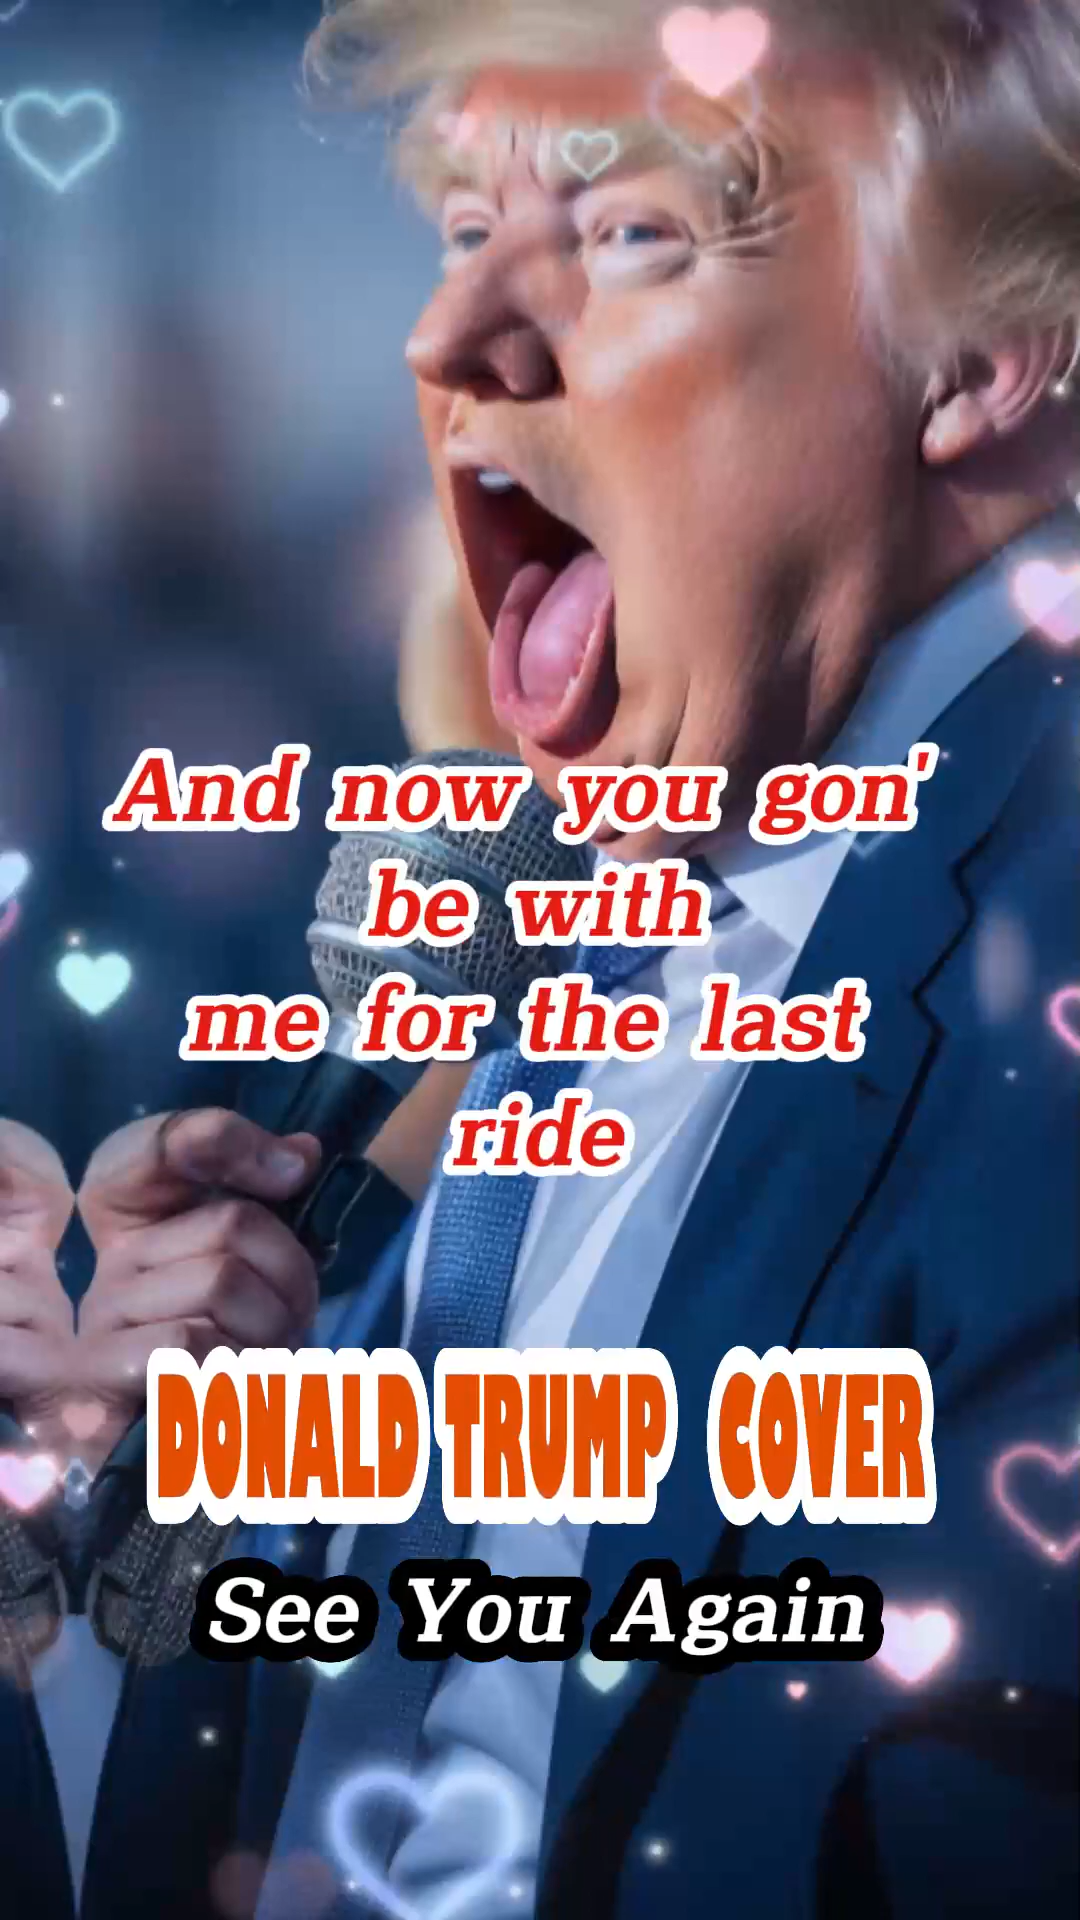 And now you gon'
be with
me for the last
ride
DONALD TRUMP COVER
See You Again